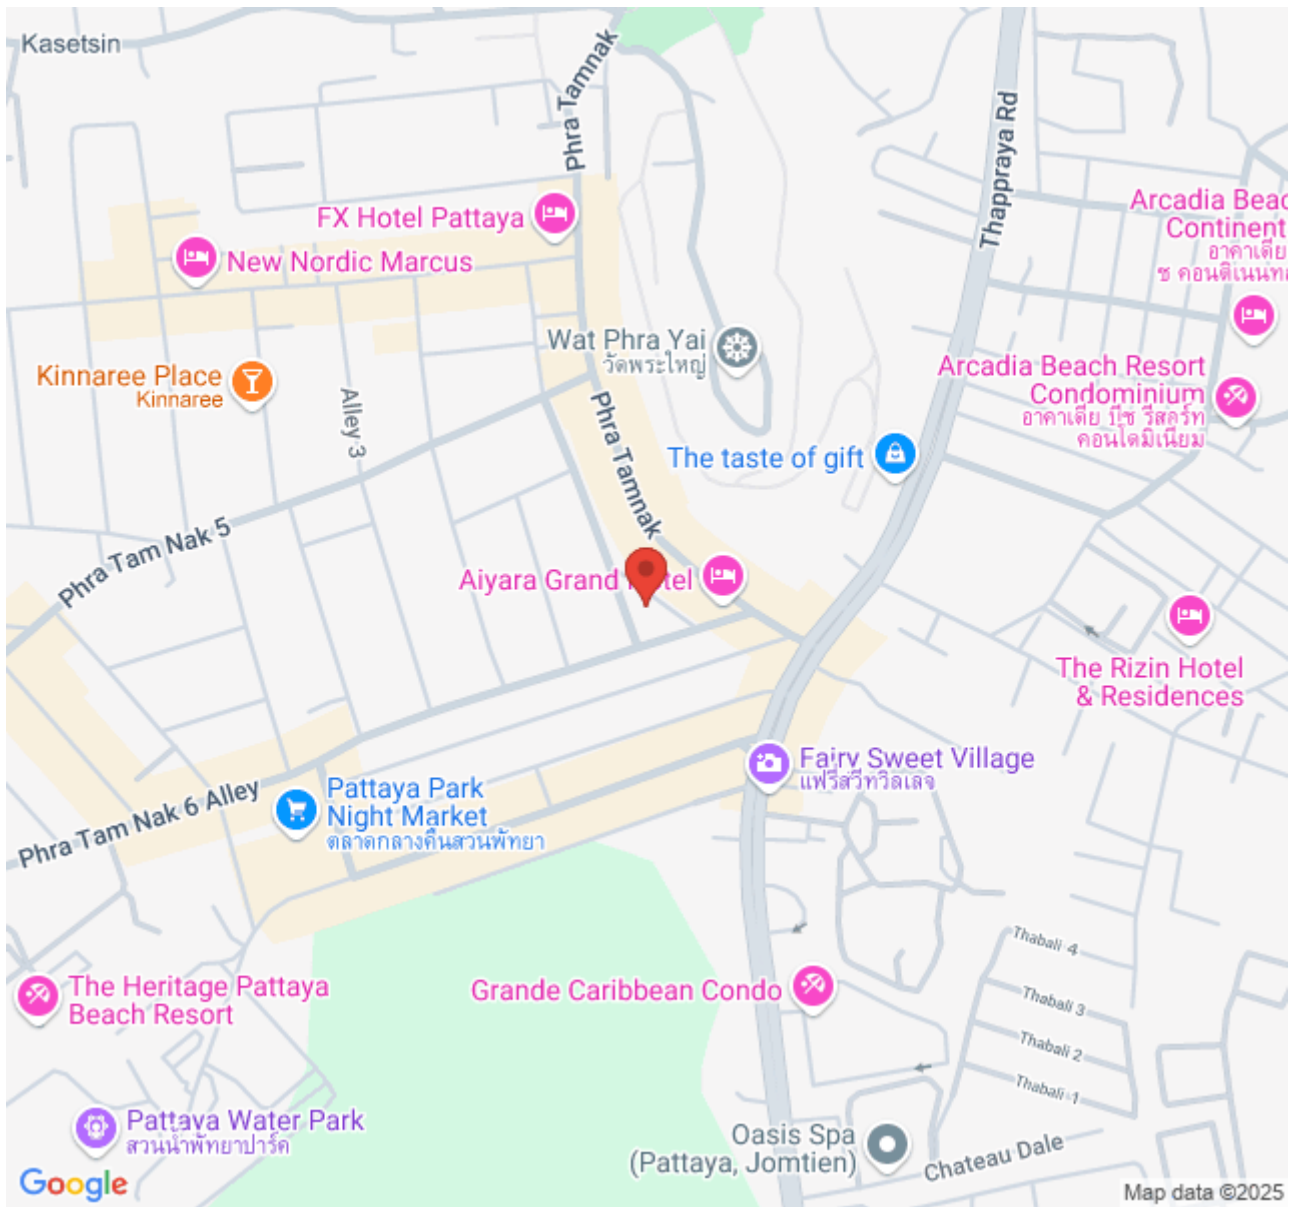 Kasetsin
Phra Tamnak
Thappraya Rd
FX Hotel Pattaya
New Nordic Marcus
Arcadia Beac
Continent
อาคาเดีย
ช คอนติเนนทอ
Wat Phra Yai
วัดพระใหญ่
Kinnaree Place
Kinnaree
Alley 3
Arcadia Beach Resort
Condominium
อาคาเดีย บีช รีสอร์ท
คอนโดมิเนียม
Phra Tamnak
The taste of gift
Phra Tam Nak 5
Aiyara Grand
tel
The Rizin Hotel
& Residences
Fairy Sweet Village
แฟรี่สวีทวิลเลจ
Pattaya Park
Night Market
ตลาดกลางคืนสวนพัทยา
Phra Tam Nak 6 Alley
Thabali 4
The Heritage Pattaya
Beach Resort
Grande Caribbean Condo
Thabali 3
Thabali 2
Thabali 1
Pattaya Water Park
สวนน้ำพัทยาปาร์ค
Oasis Spa
(Pattaya, Jomtien)
Chateau Dale
Google
Map data ©2025